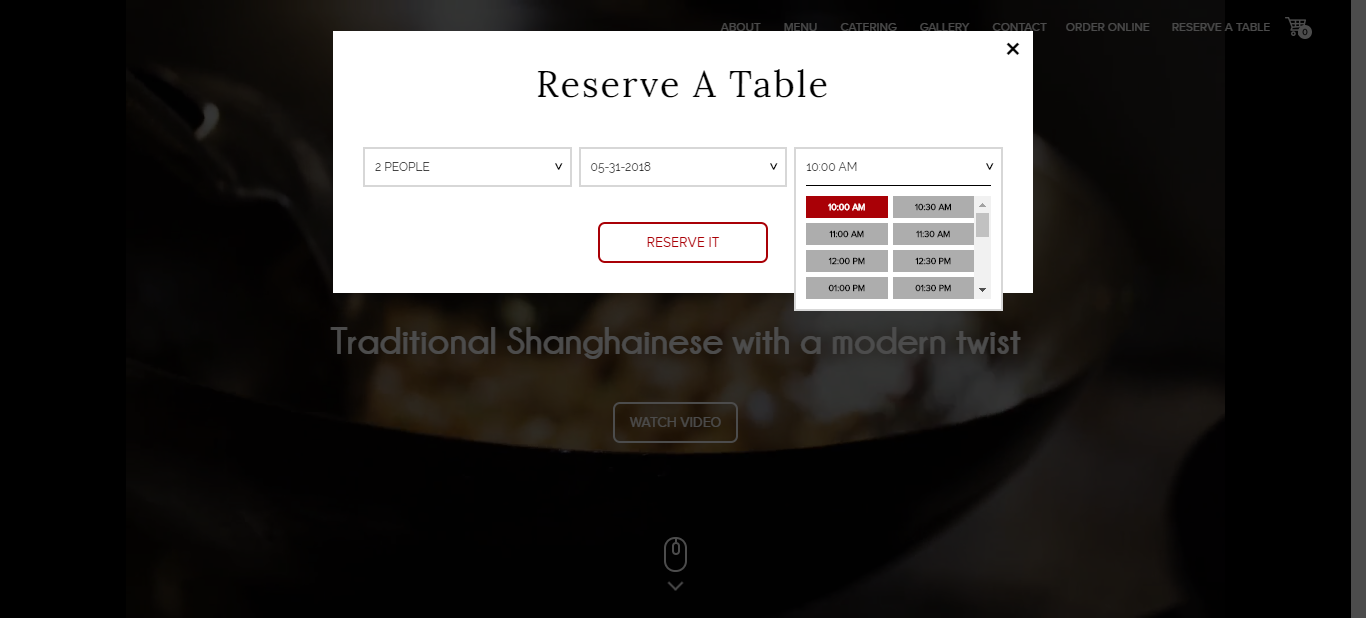 ABOUT MENU CATERING GALLERY CONTACT ORDER ONLINE RESERVE A TABLE 0
Reserve A Table
2 PEOPLE 05-31-2018 10:00 AM
10:00 AM 10:30 AM
11:00 AM 11:30 AM
RESERVE IT
12:00 PM 12:30 PM
01:00 PM 01:30 PM
Traditional Shanghainese with a modern twist
WATCH VIDEO